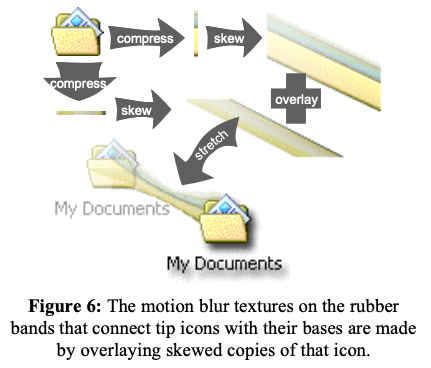 compress
skew
compress
skew
overlay
stretch
My Documents
My Documents
Figure 6: The motion blur textures on the rubber
bands that connect tip icons with their bases are made
by overlaying skewed copies of that icon.